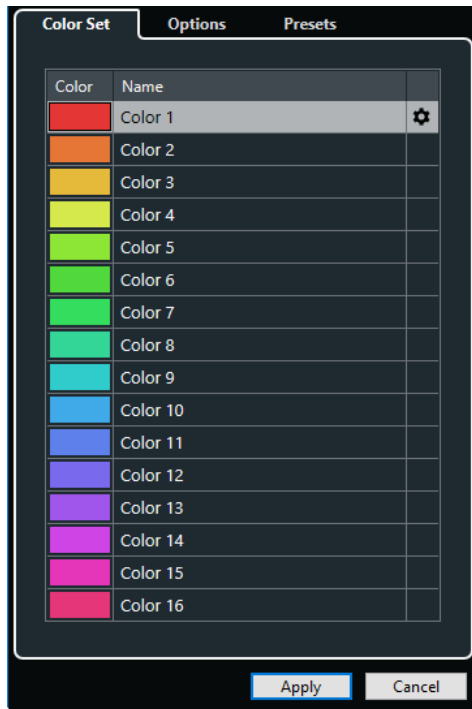 Color Set Options Presets
Color Name
Color 1
Color 2
Color 3
Color 4
Color 5
Color 6
Color 7
Color 8
Color 9
Color 10
Color 11
Color 12
Color 13
Color 14
Color 15
Color 16
Apply Cancel